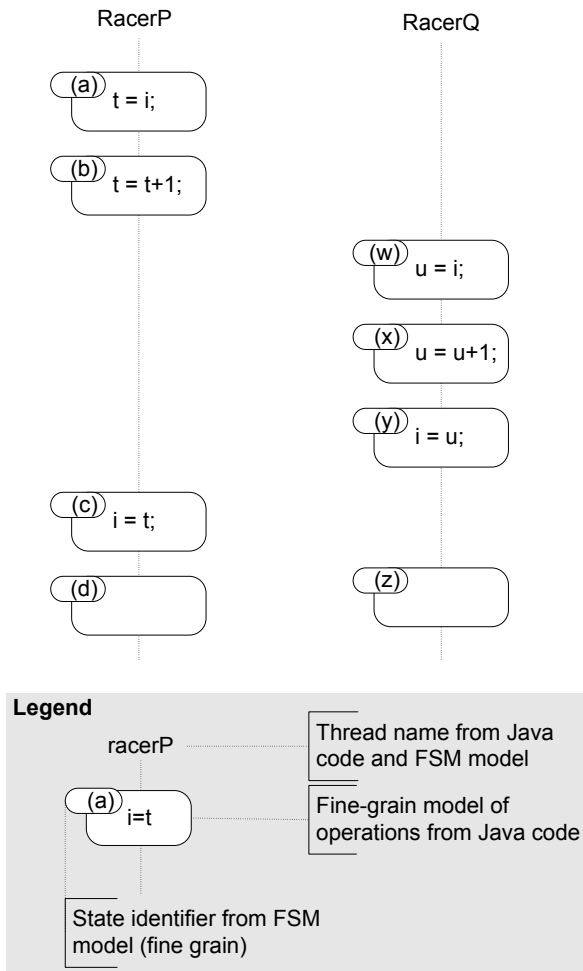 RacerP
RacerQ
(a)
t = i;
(b)
t = t+1;
(w)
u = i;
(x)
u = u+1;
(y)
i = u;
(c)
i = t;
(d)
(z)
Legend
racerP
Thread name from Java
code and FSM model
(a)
i=t
Fine-grain model of
operations from Java code
State identifier from FSM
model (fine grain)